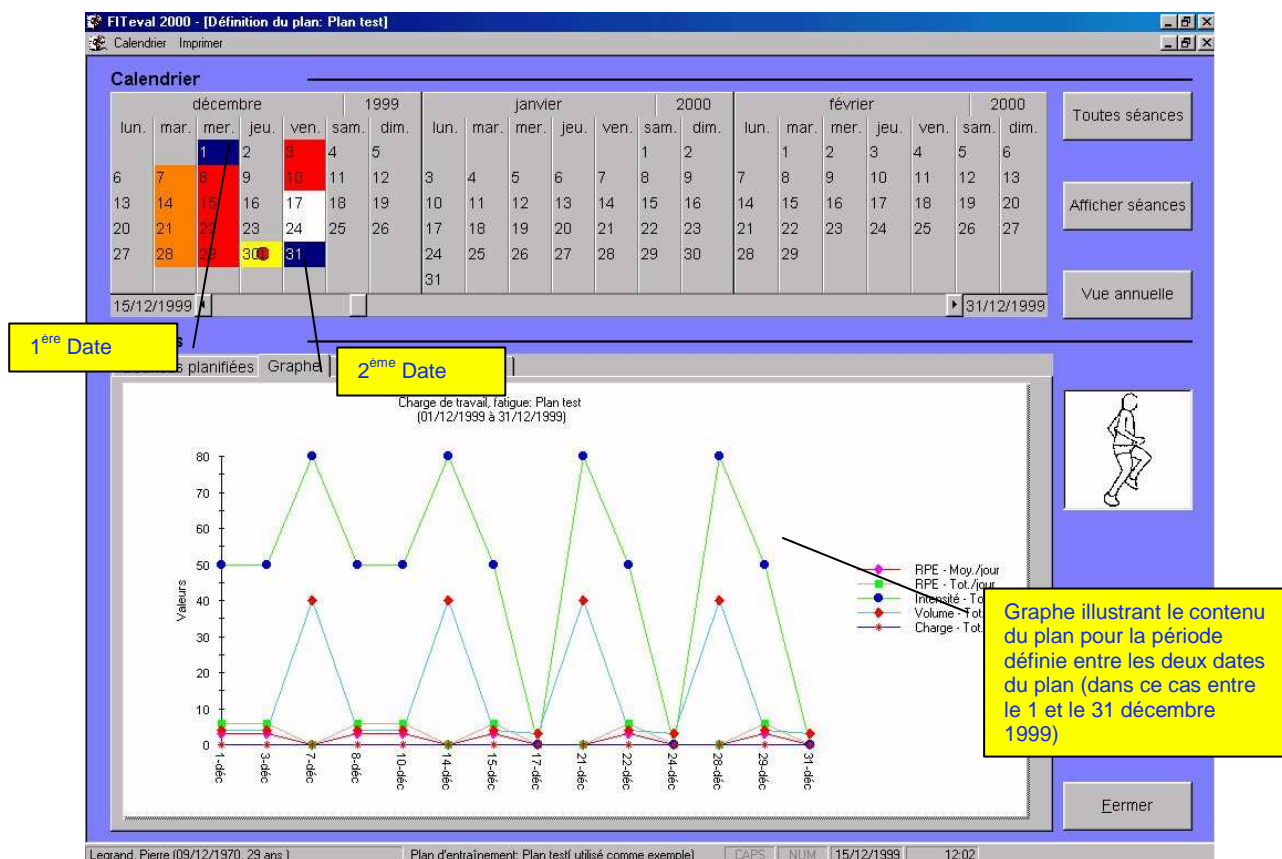 FITeval 2000 - [Définition du plan: Plan test]
Calendrier Imprimer
Calendrier
décembre 1999 janvier 2000 février 2000
lun. mar. mer. jeu. ven. sam. dim. lun. mar. mer. jeu. ven. sam. dim. lun. mar. mer. jeu. ven. sam. dim.
1 2 3 4 5 1 2 1 2 3 4 5 6
6 7 8 9 10 11 12 3 4 5 6 7 8 9 7 8 9 10 11 12 13
13 14 15 16 17 18 19 10 11 12 13 14 15 16 14 15 16 17 18 19 20
20 21 22 23 24 25 26 17 18 19 20 21 22 23 21 22 23 24 25 26 27
27 28 29 30 31 24 25 26 27 28 29 30 28 29
31
15/12/1999 31/12/1999
Toutes séances
Afficher séances
Vue annuelle
1ère Date
2ème Date
planifiées Graphe
Charge de travail, fatigue: Plan test
(01/12/1999 à 31/12/1999)
Valeurs
80
70
60
50
40
30
20
10
0
1-déc 3-déc 7-déc 8-déc 10-déc 14-déc 15-déc 17-déc 21-déc 22-déc 24-déc 28-déc 29-déc 31-déc
RPE - Moy./jour
RPE - Tot./jour
Intensité - To
Volume - Tot.
Charge - Tot.
Graphe illustrant le contenu
du plan pour la période
définie entre les deux dates
du plan (dans ce cas entre
le 1 et le 31 décembre
1999)
Fermer
Legrand, Pierre (09/12/1970, 29 ans ) Plan d'entraînement: Plan test( utilisé comme exemple) CAPS NUM 15/12/1999 12:02